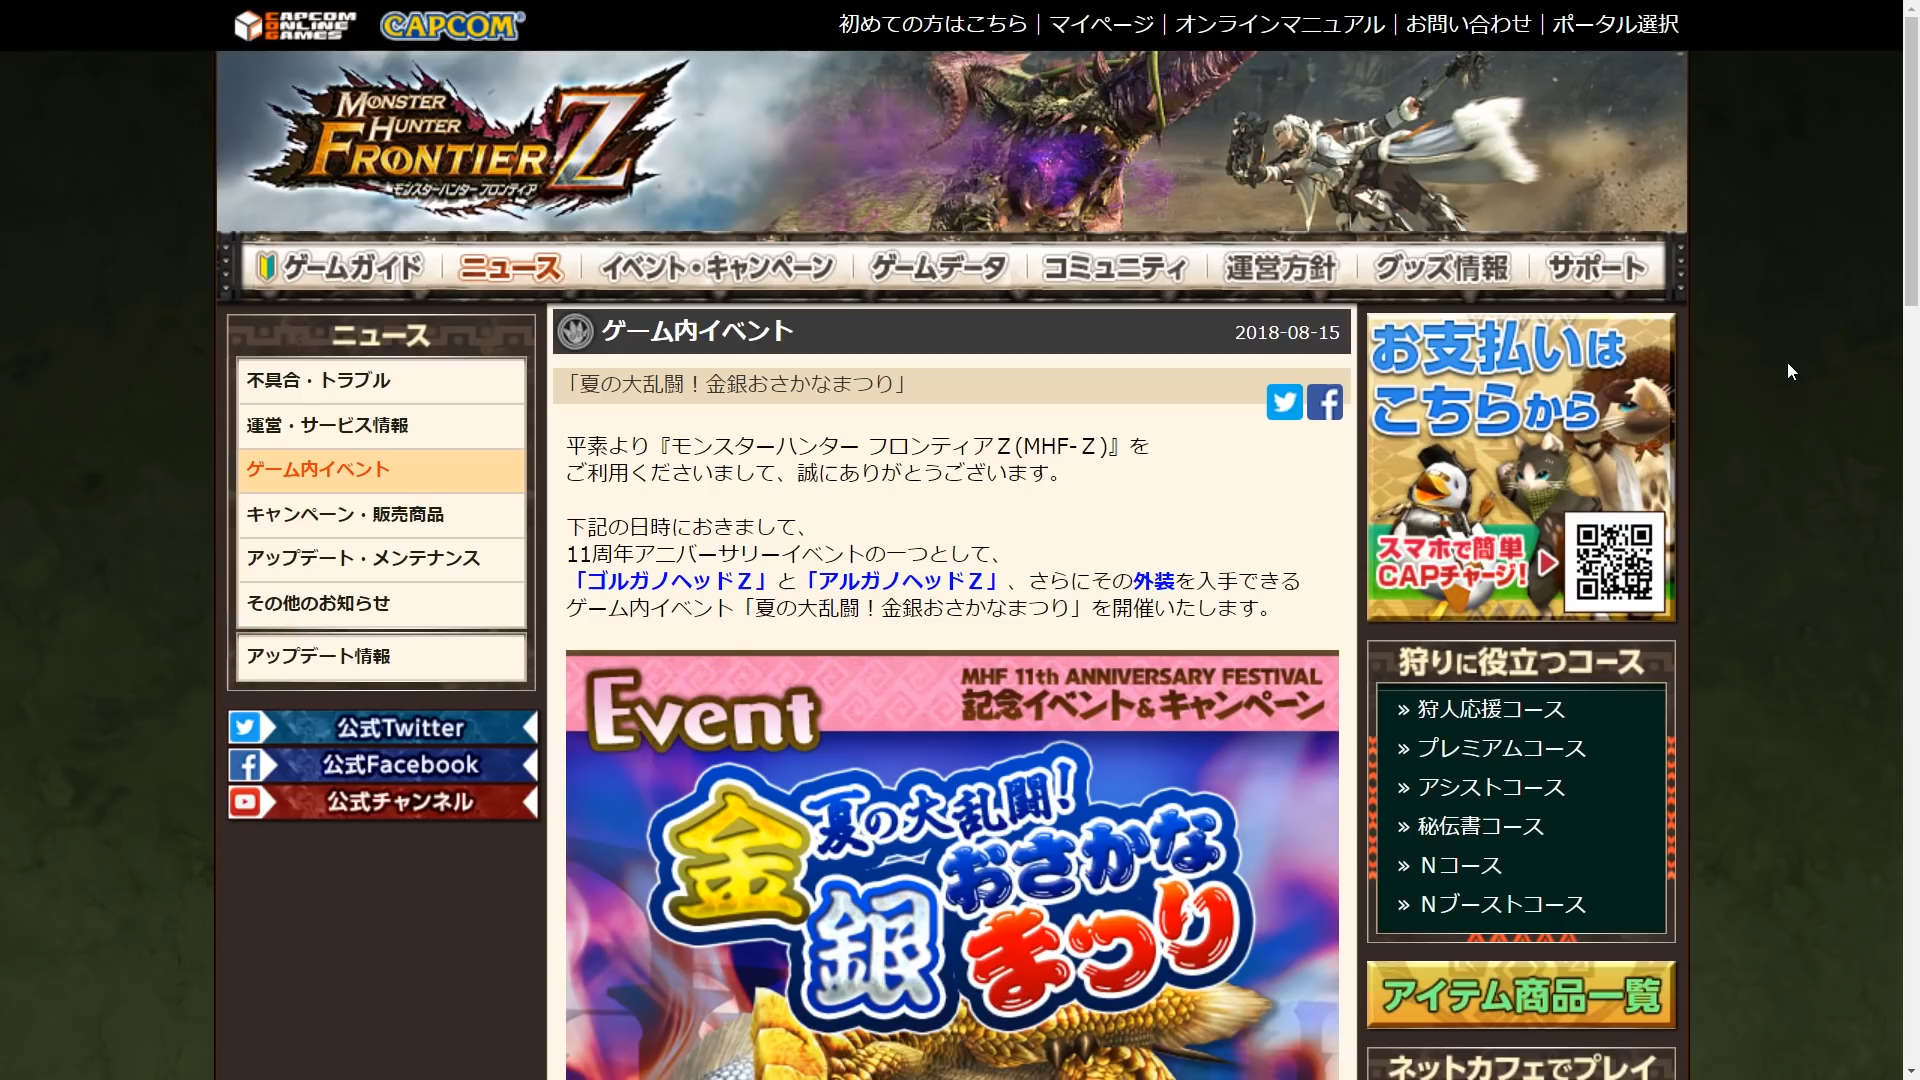 CAPCOM ONLINE GAMES
CAPCOM
初めての方はこちら｜マイページ｜オンラインマニュアル｜お問い合わせ｜ポータル選択
MONSTER HUNTER FRONTIER Z
モンスターハンター フロンティア
ゲームガイド
ニュース
イベント・キャンペーン
ゲームデータ
コミュニティ
運営方針
グッズ情報
サポート
ニュース
不具合・トラブル
運営・サービス情報
ゲーム内イベント
キャンペーン・販売商品
アップデート・メンテナンス
その他のお知らせ
アップデート情報
公式Twitter
公式Facebook
公式チャンネル
ゲーム内イベント
2018-08-15
「夏の大乱闘！金銀おさかなまつり」
平素より『モンスターハンター フロンティアＺ(MHF-Ｚ)』を
ご利用くださいまして、誠にありがとうございます。
下記の日時におきまして、
11周年アニバーサリーイベントの一つとして、
「ゴルガノヘッドＺ」と「アルガノヘッドＺ」、さらにその外装を入手できる
ゲーム内イベント「夏の大乱闘！金銀おさかなまつり」を開催いたします。
Event
MHF 11th ANNIVERSARY FESTIVAL
記念イベント&キャンペーン
夏の大乱闘!
金銀
おさかな
まつり
お支払いは
こちらから
スマホで簡単
CAPチャージ!
狩りに役立つコース
» 狩人応援コース
» プレミアムコース
» アシストコース
» 秘伝書コース
» Ｎコース
» Ｎブーストコース
アイテム商品一覧
ネットカフェでプレイ